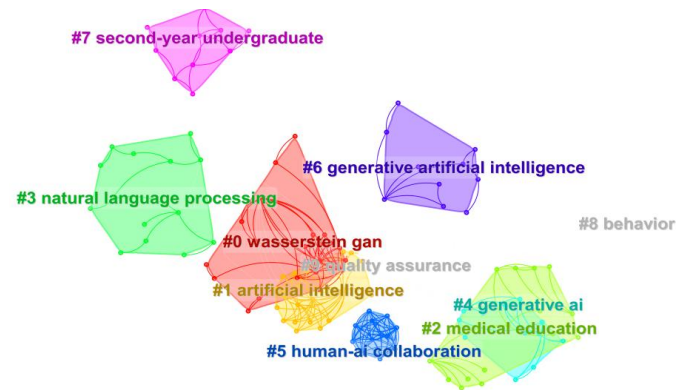 #7 second-year undergraduate
#6 generative artificial intelligence
#3 natural language processing
#8 behavior
#0 wasserstein gan
quality assurance
#1 artificial intelligence
#4 generative ai
#2 medical education
#5 human-ai collaboration